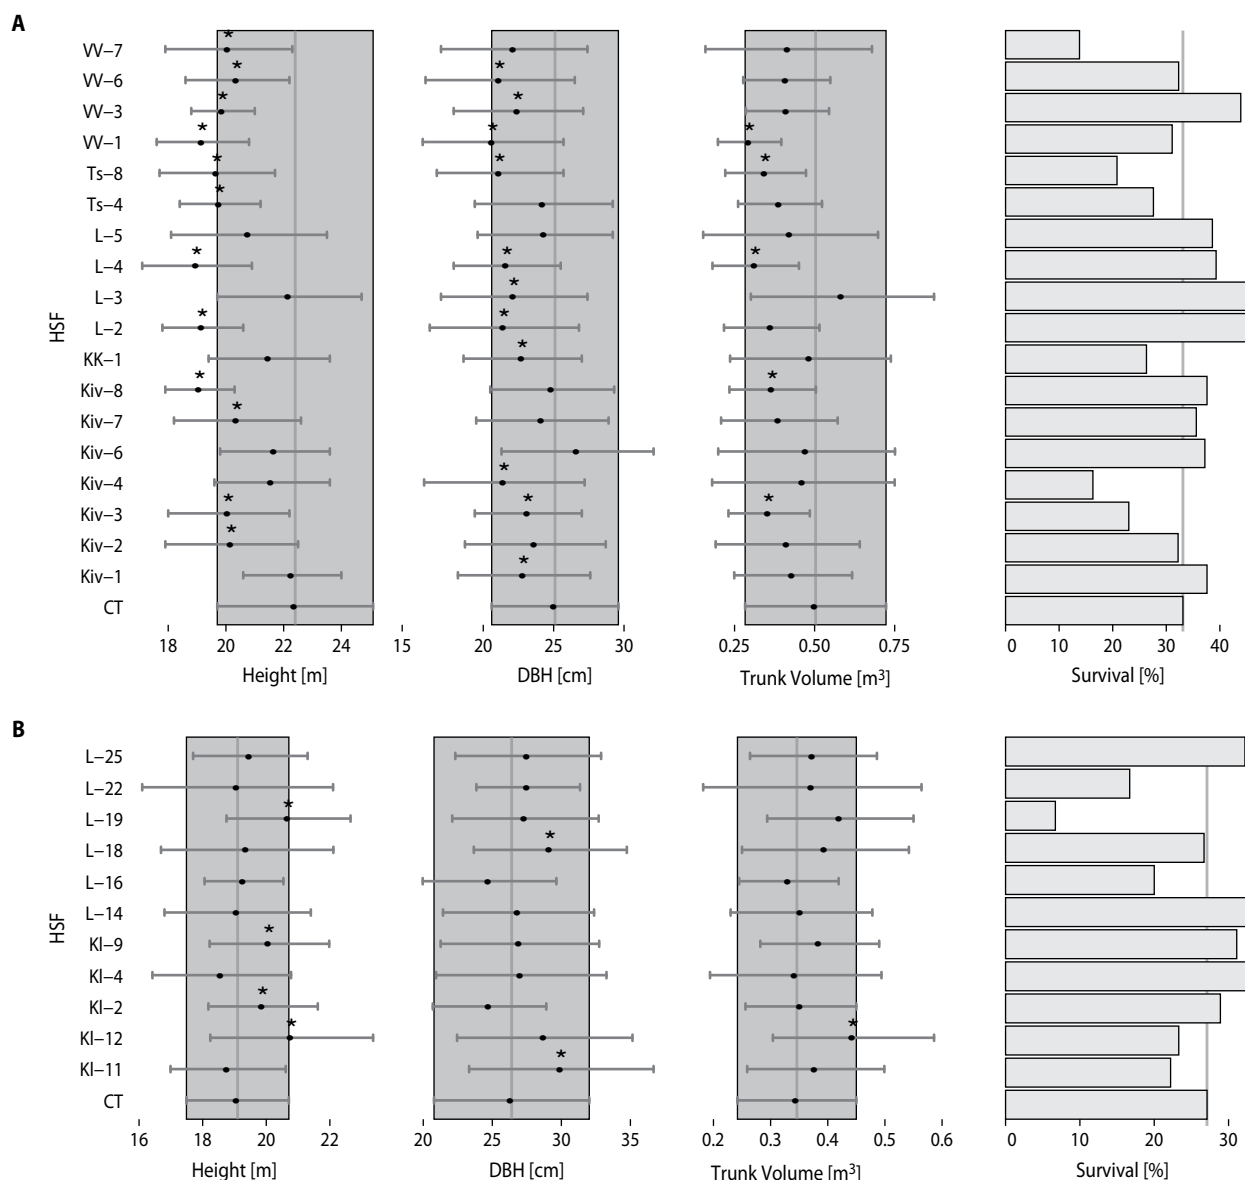 A
VV–7
VV–6
VV–3
VV–1
Ts–8
Ts–4
L–5
L–4
L–3
L–2
KK–1
Kiv–8
Kiv–7
Kiv–6
Kiv–4
Kiv–3
Kiv–2
Kiv–1
CT
HSF
18 20 22 24
Height [m]
15 20 25 30
DBH [cm]
0.25 0.50 0.75
Trunk Volume [m³]
0 10 20 30 40
Survival [%]
B
L–25
L–22
L–19
L–18
L–16
L–14
Kl–9
Kl–4
Kl–2
Kl–12
Kl–11
CT
HSF
16 18 20 22
Height [m]
20 25 30 35
DBH [cm]
0.2 0.3 0.4 0.5 0.6
Trunk Volume [m³]
0 10 20 30
Survival [%]